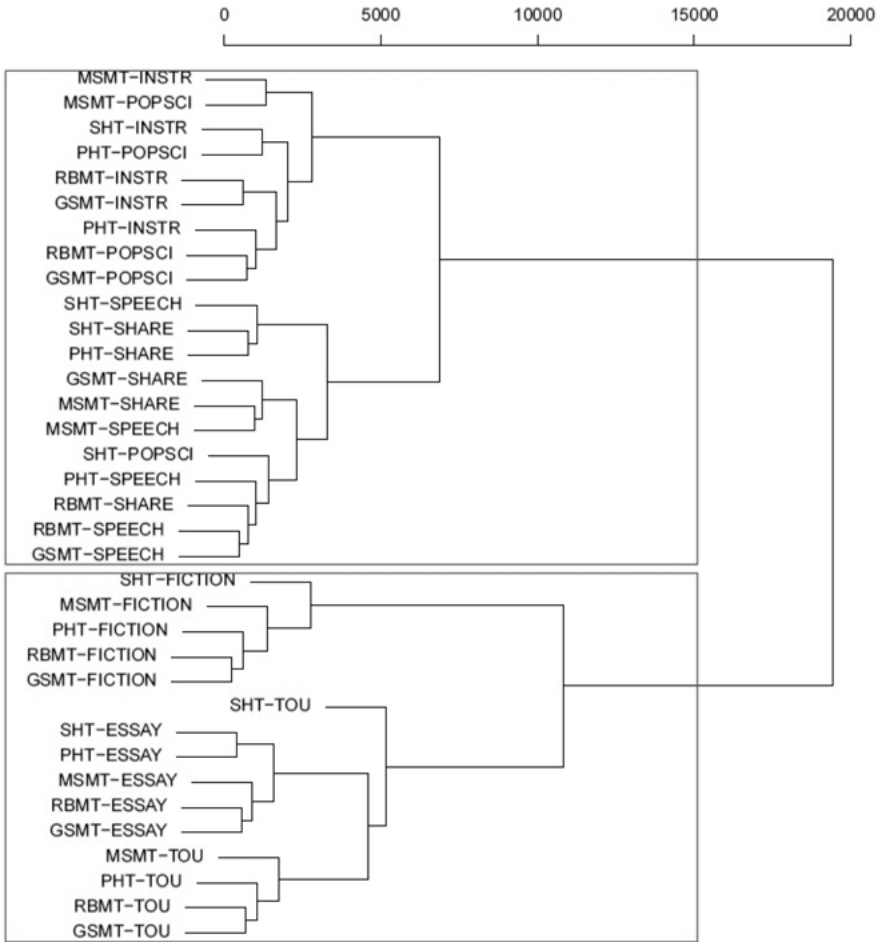 0 5000 10000 15000 20000
MSMT−INSTR
MSMT−POPSCI
SHT−INSTR
PHT−POPSCI
RBMT−INSTR
GSMT−INSTR
PHT−INSTR
RBMT−POPSCI
GSMT−POPSCI
SHT−SPEECH
SHT−SHARE
PHT−SHARE
GSMT−SHARE
MSMT−SHARE
MSMT−SPEECH
SHT−POPSCI
PHT−SPEECH
RBMT−SHARE
RBMT−SPEECH
GSMT−SPEECH
SHT−FICTION
MSMT−FICTION
PHT−FICTION
RBMT−FICTION
GSMT−FICTION
SHT−TOU
SHT−ESSAY
PHT−ESSAY
MSMT−ESSAY
RBMT−ESSAY
GSMT−ESSAY
MSMT−TOU
PHT−TOU
RBMT−TOU
GSMT−TOU